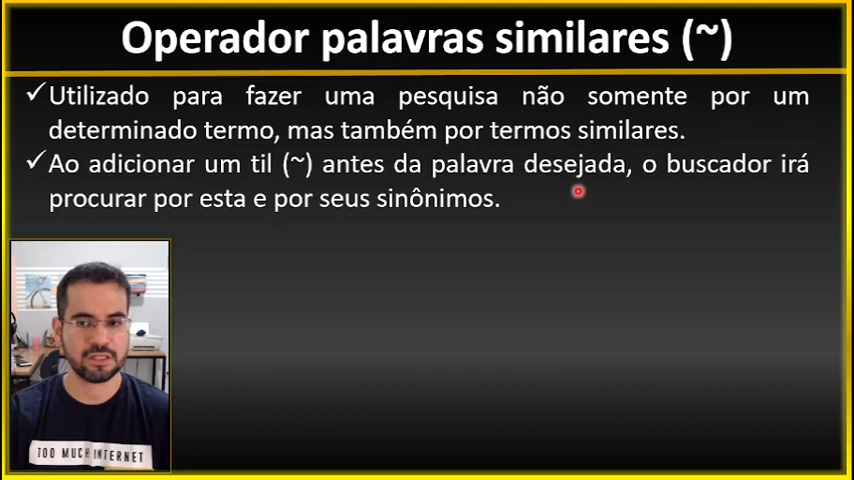 Operador palavras similares (~)
✓Utilizado para fazer uma pesquisa não somente por um
determinado termo, mas também por termos similares.
✓Ao adicionar um til (~) antes da palavra desejada, o buscador irá
procurar por esta e por seus sinônimos.
TOO MUCH INTERNET